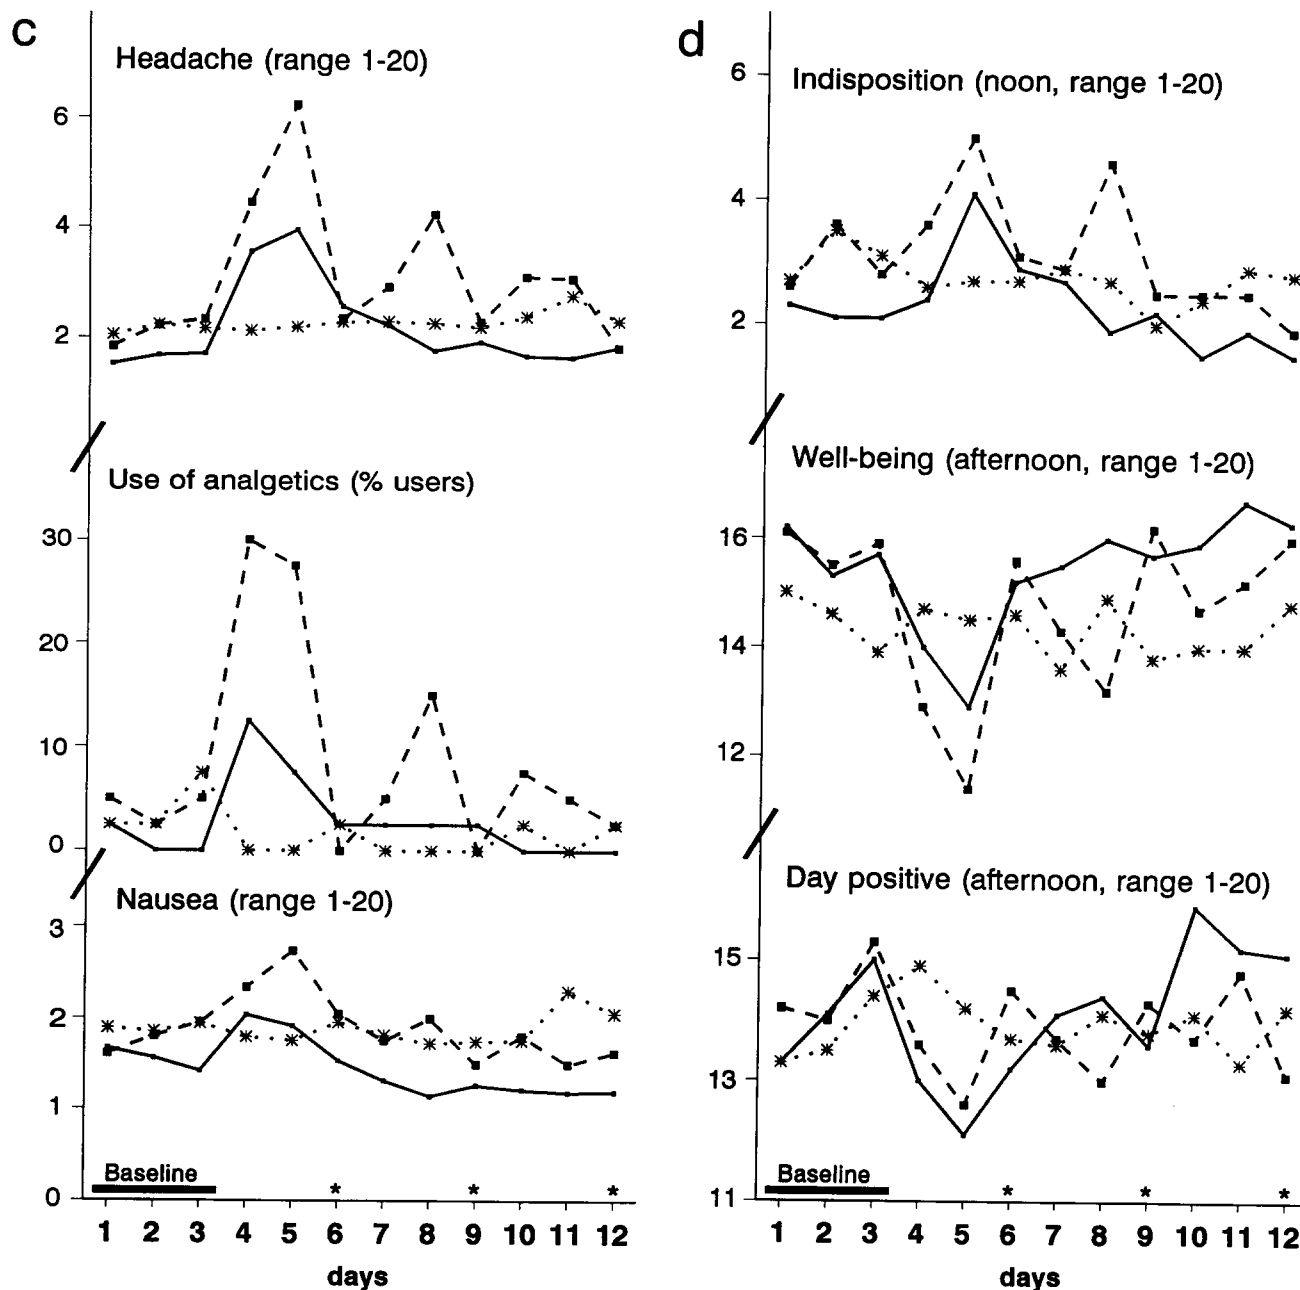 c
Headache (range 1-20)
6
4
2
Use of analgetics (% users)
30
20
10
0
Nausea (range 1-20)
3
2
1
0
Baseline
* * *
1 2 3 4 5 6 7 8 9 10 11 12
days
d
Indisposition (noon, range 1-20)
6
4
2
Well-being (afternoon, range 1-20)
16
14
12
Day positive (afternoon, range 1-20)
15
13
11
Baseline
* * *
1 2 3 4 5 6 7 8 9 10 11 12
days